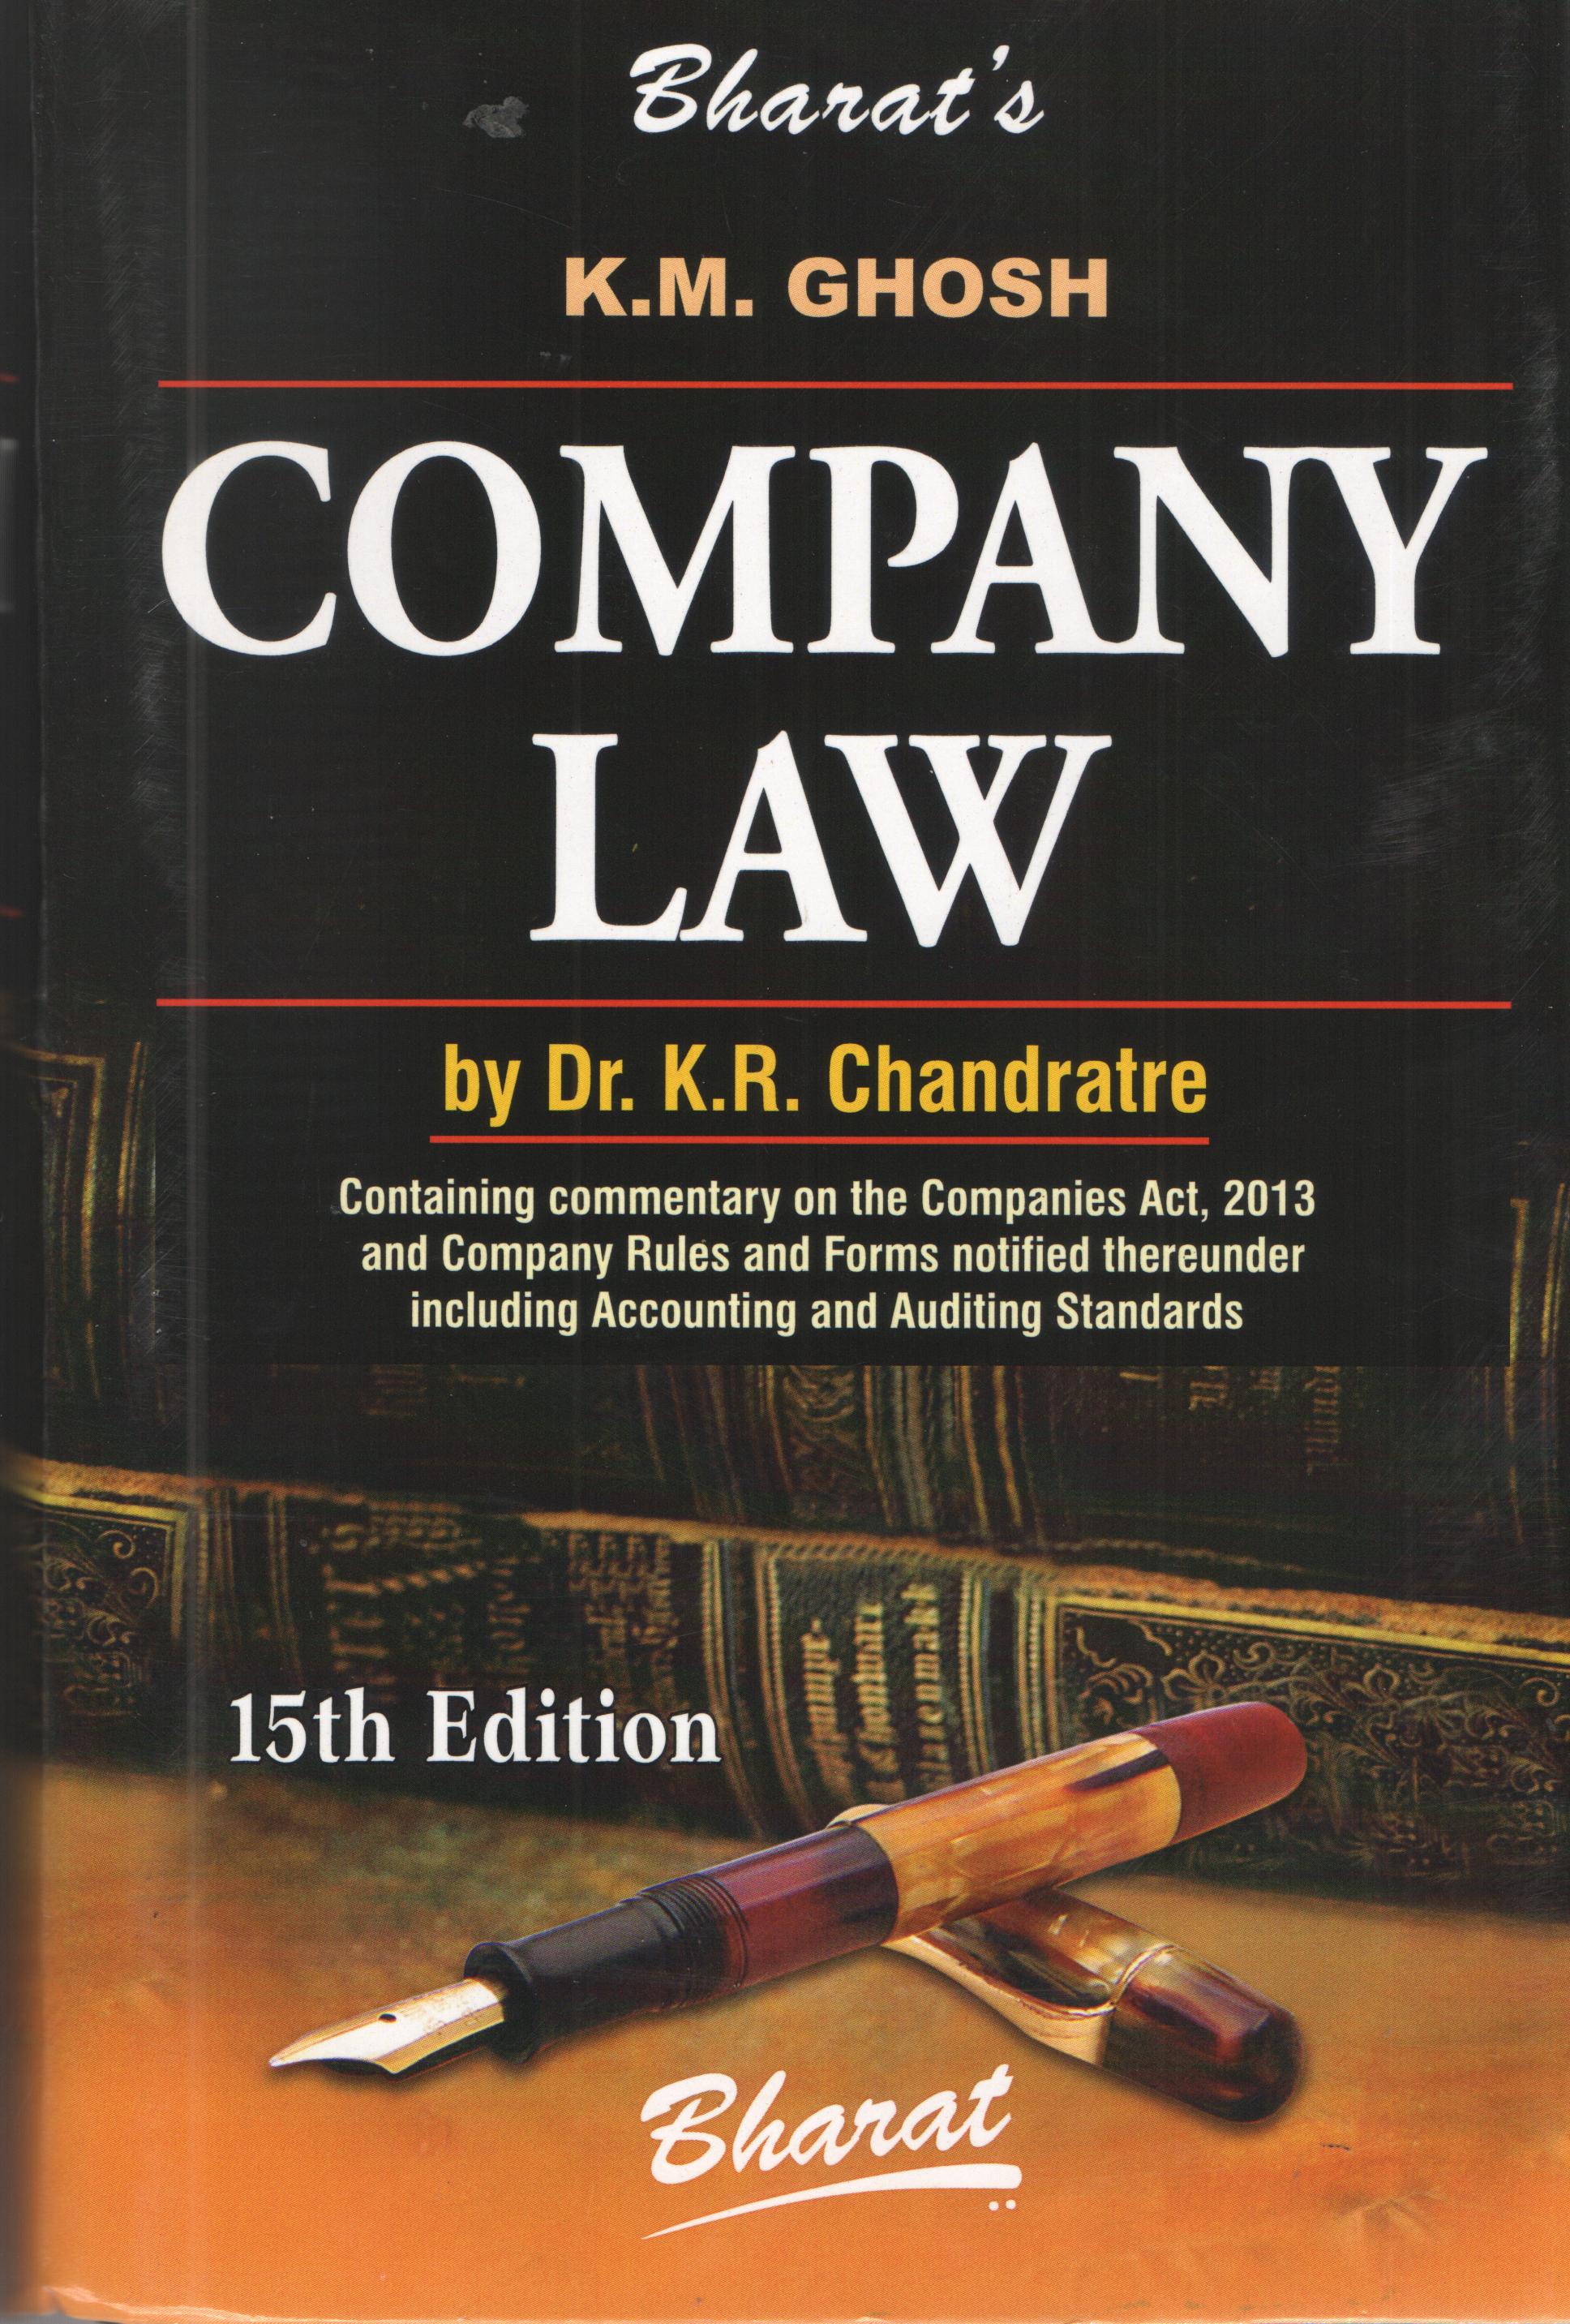 Bharat's
K.M. GHOSH
COMPANY
LAW
by Dr. K.R. Chandratre
Containing commentary on the Companies Act, 2013
and Company Rules and Forms notified thereunder
including Accounting and Auditing Standards
15th Edition
Bharat